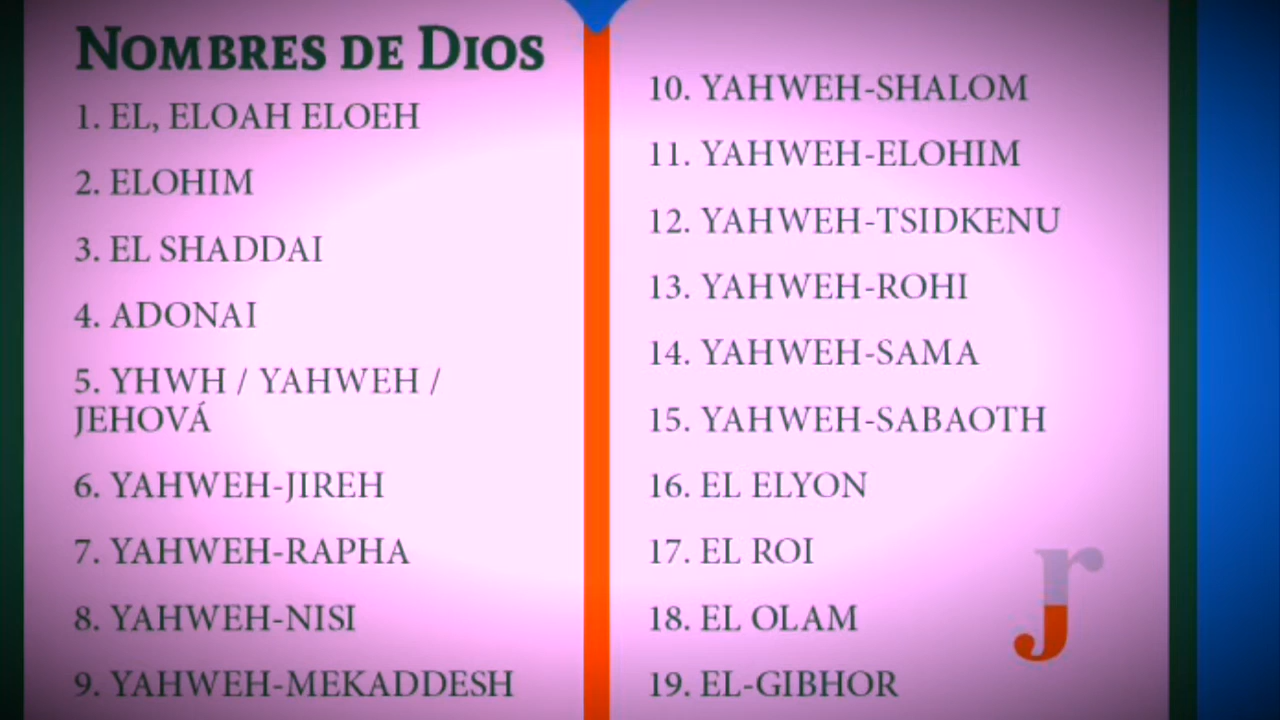 NOMBRES DE DIOS
1. EL, ELOAH ELOEH
2. ELOHIM
3. EL SHADDAI
4. ADONAI
5. YHWH / YAHWEH /
JEHOVÁ
6. YAHWEH-JIREH
7. YAHWEH-RAPHA
8. YAHWEH-NISI
9. YAHWEH-MEKADDESH
10. YAHWEH-SHALOM
11. YAHWEH-ELOHIM
12. YAHWEH-TSIDKENU
13. YAHWEH-ROHI
14. YAHWEH-SAMA
15. YAHWEH-SABAOTH
16. EL ELYON
17. EL ROI
18. EL OLAM
19. EL-GIBHOR
jr